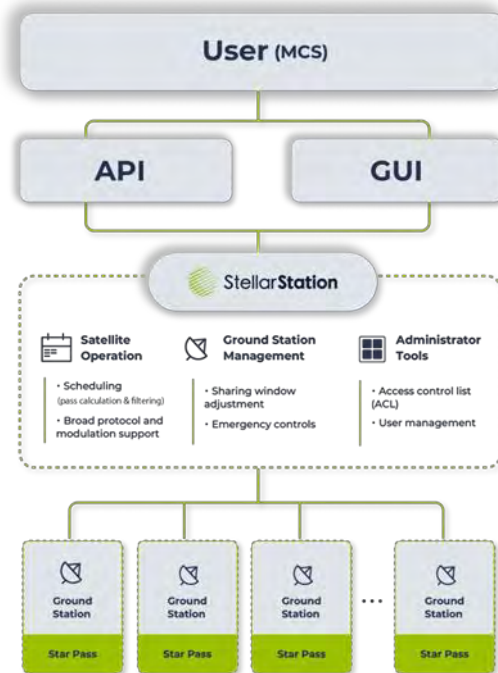 User (MCS)
API
GUI
StellarStation
Satellite
Operation
• Scheduling
(pass calculation & filtering)
• Broad protocol and
modulation support
Ground Station
Management
• Sharing window
adjustment
• Emergency controls
Administrator
Tools
• Access control list
(ACL)
• User management
Ground
Station
Star Pass
Ground
Station
Star Pass
Ground
Station
Star Pass
...
Ground
Station
Star Pass